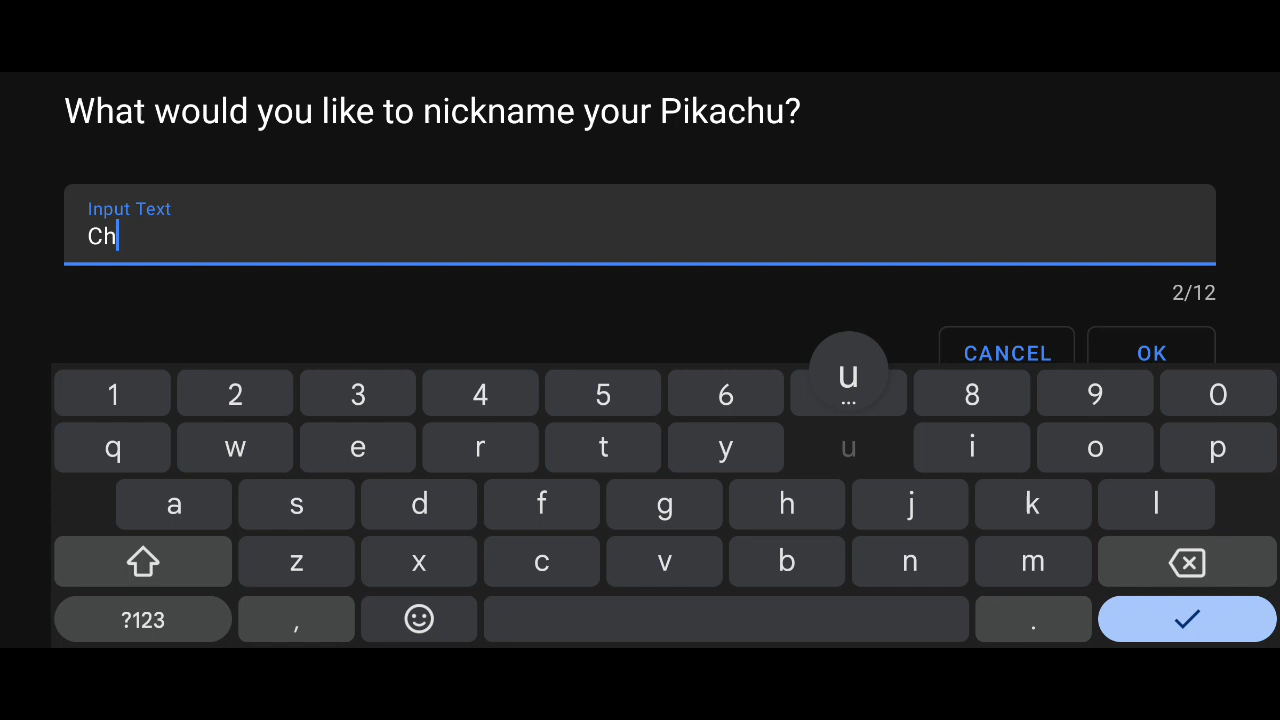 What would you like to nickname your Pikachu?
Input Text
Ch
2/12
CANCEL OK
u
...
1 2 3 4 5 6 8 9 0
q w e r t y u i o p
a s d f g h j k l
z x c v b n m
?123 , .